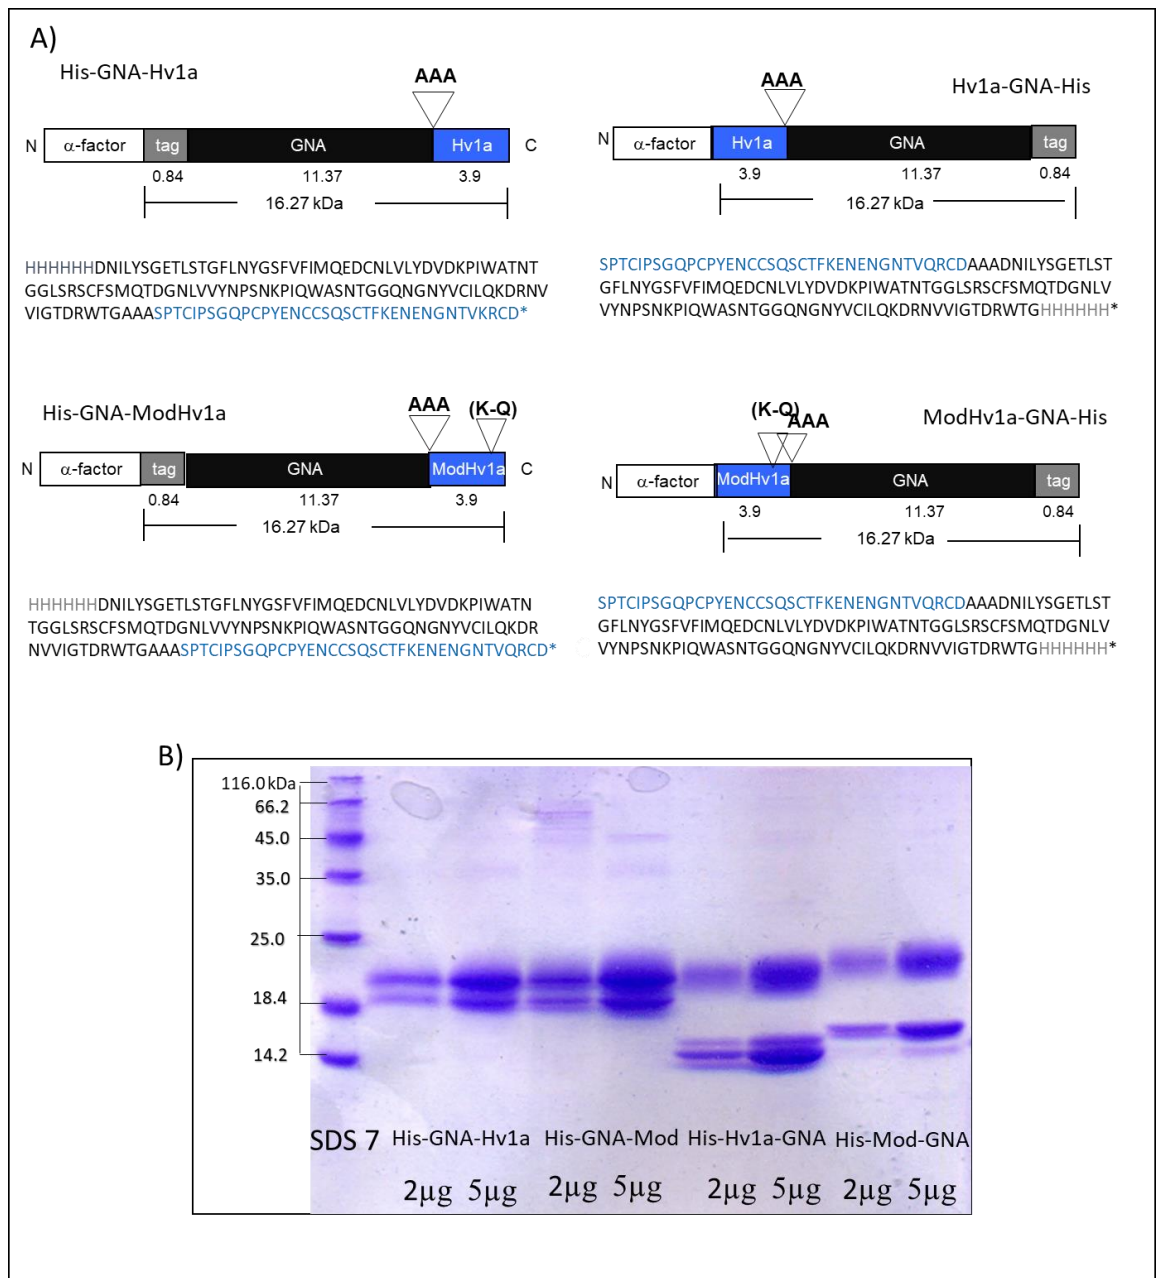 A)
His-GNA-Hv1a
AAA
N α-factor tag GNA Hv1a C
0.84 11.37 3.9
16.27 kDa
HHHHHHDNILYSGETLSTGFLNYGSFVFIMQEDCNLVLYDVDKPIWATNT
GGLSRSCFSMQTDGNLVVYNPSNKPIQWASNTGGQNGNYVCILQKDRNV
VIGTDRWTGAAASPTCIPSGQPCPYENCCSQSCTFKENENGNTVKRCD*
Hv1a-GNA-His
AAA
N α-factor Hv1a GNA tag
3.9 11.37 0.84
16.27 kDa
SPTCIPSGQPCPYENCCSQSCTFKENENGNTVQRCDAAADNILYSGETLST
GFLNYGSFVFIMQEDCNLVLYDVDKPIWATNTGGLSRSCFSMQTDGNLV
VYNPSNKPIQWASNTGGQNGNYVCILQKDRNVVIGTDRWTGHHHHHH*
His-GNA-ModHv1a
AAA (K-Q)
N α-factor tag GNA ModHv1a C
0.84 11.37 3.9
16.27 kDa
HHHHHHDNILYSGETLSTGFLNYGSFVFIMQEDCNLVLYDVDKPIWATN
TGGLSRSCFSMQTDGNLVVYNPSNKPIQWASNTGGQNGNYVCILQKDR
NVVIGTDRWTGAAASPTCIPSGQPCPYENCCSQSCTFKENENGNTVQRCD*
ModHv1a-GNA-His
(K-Q) AAA
N α-factor ModHv1a GNA tag
3.9 11.37 0.84
16.27 kDa
SPTCIPSGQPCPYENCCSQSCTFKENENGNTVQRCDAAADNILYSGETLST
GFLNYGSFVFIMQEDCNLVLYDVDKPIWATNTGGLSRSCFSMQTDGNLV
VYNPSNKPIQWASNTGGQNGNYVCILQKDRNVVIGTDRWTGHHHHHH*
B)
116.0 kDa
66.2
45.0
35.0
25.0
18.4
14.2
SDS 7 His-GNA-Hv1a His-GNA-Mod His-Hv1a-GNA His-Mod-GNA
2µg 5µg 2µg 5µg 2µg 5µg 2µg 5µg